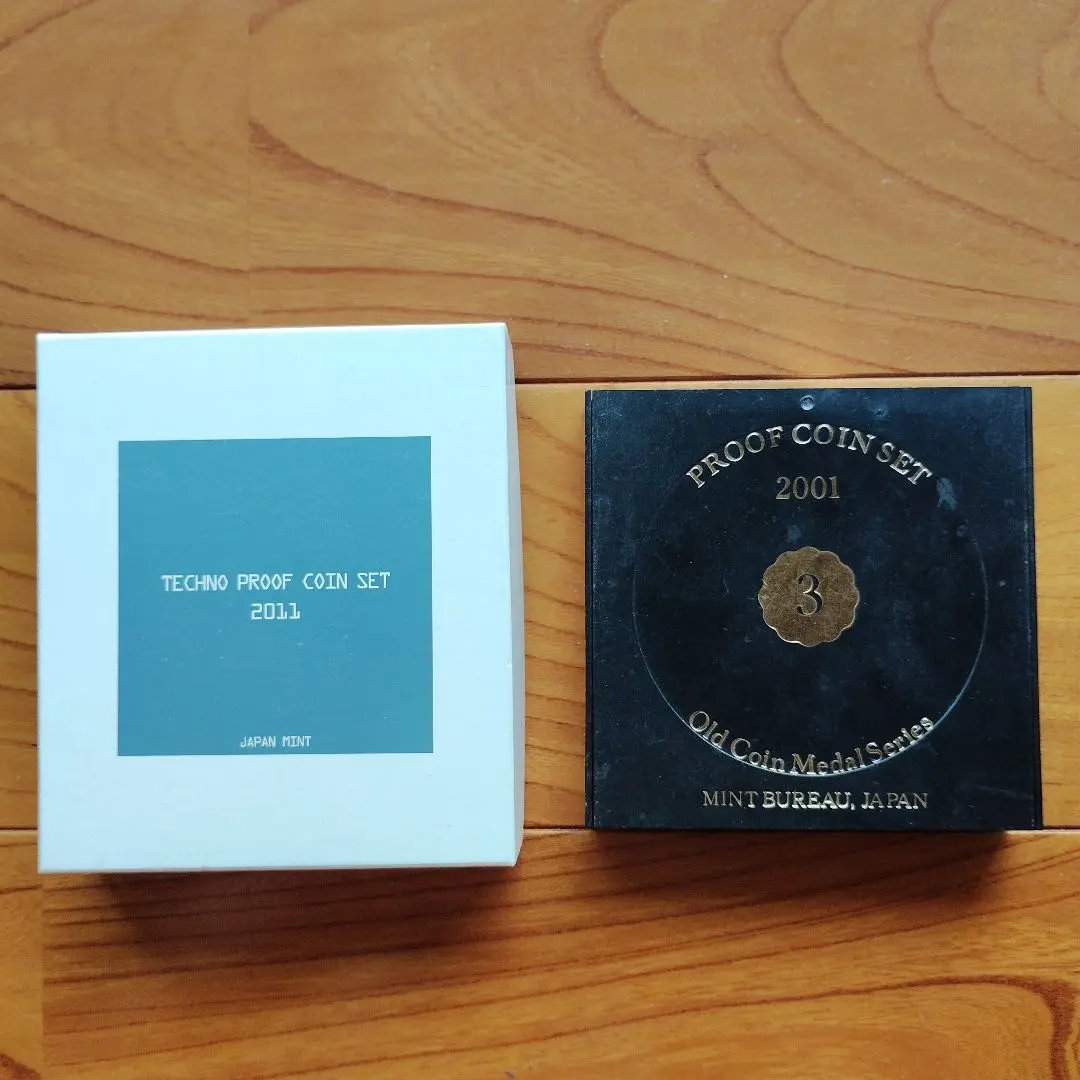 TECHNO PROOF COIN SET
2011
JAPAN MINT
PROOF COIN SET
2001
3
Old Coin Medal Series
MINT BUREAU, JAPAN